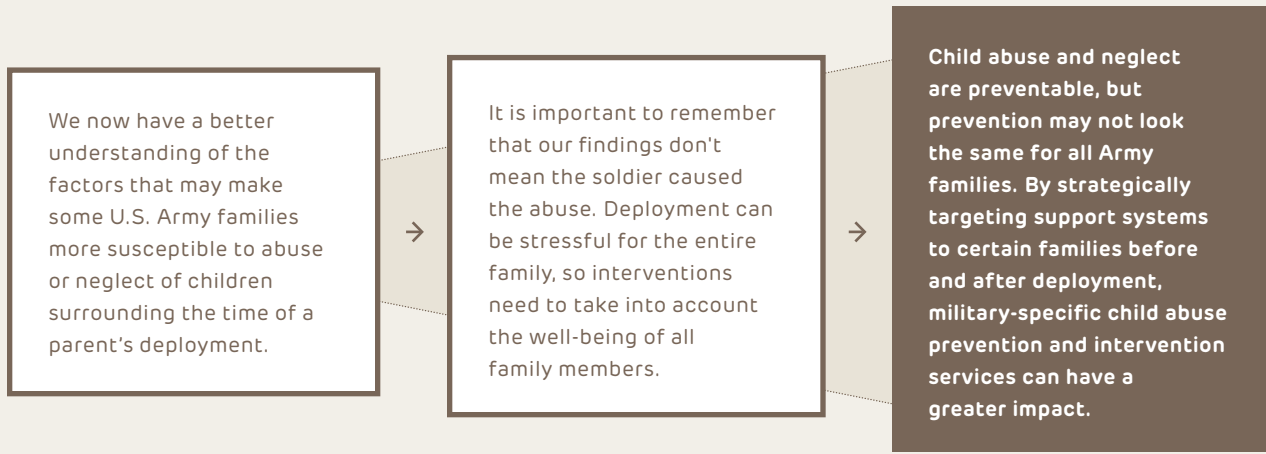 We now have a better
understanding of the
factors that may make
some U.S. Army families
more susceptible to abuse
or neglect of children
surrounding the time of a
parent’s deployment.
It is important to remember
that our findings don't
mean the soldier caused
the abuse. Deployment can
be stressful for the entire
family, so interventions
need to take into account
the well-being of all
family members.
Child abuse and neglect
are preventable, but
prevention may not look
the same for all Army
families. By strategically
targeting support systems
to certain families before
and after deployment,
military-specific child abuse
prevention and intervention
services can have a
greater impact.